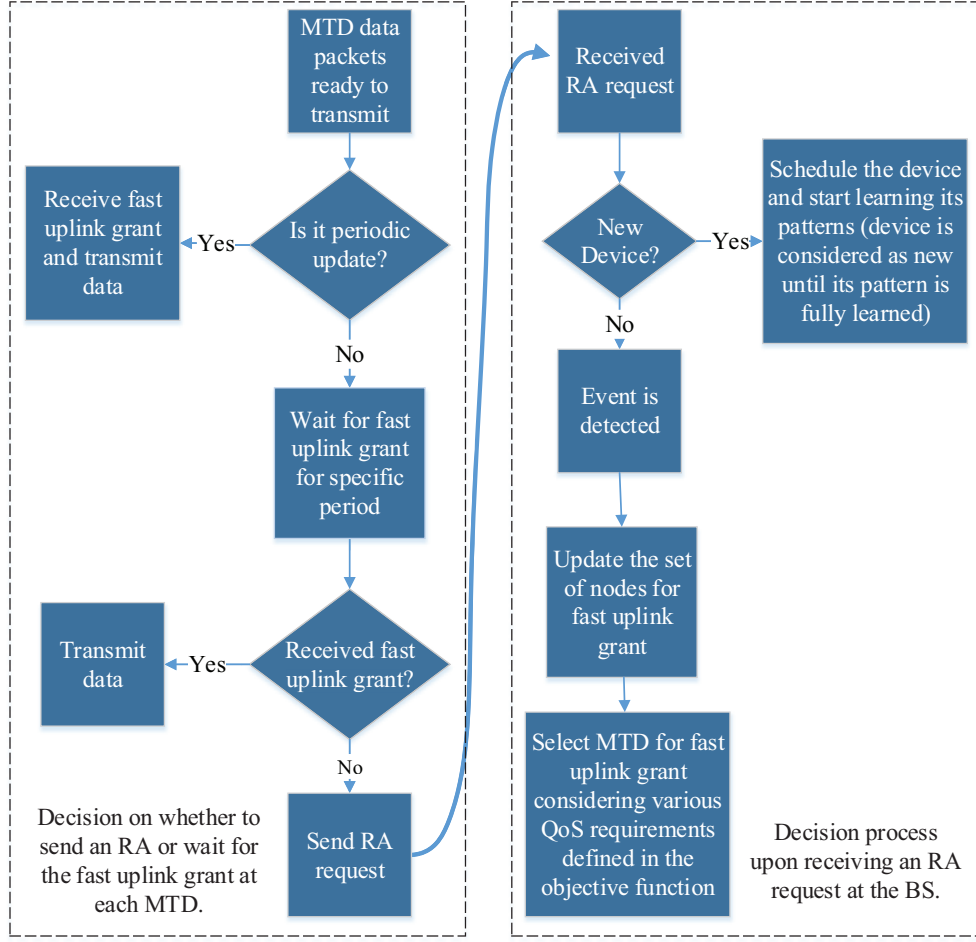 MTD data
packets
ready to
transmit
Is it periodic
update?
Yes
Receive fast
uplink grant
and transmit
data
No
Wait for fast
uplink grant
for specific
period
Received fast
uplink grant?
Yes
Transmit
data
No
Send RA
request
Decision on whether to
send an RA or wait for
the fast uplink grant at
each MTD.
Received
RA request
New
Device?
Yes
Schedule the device
and start learning its
patterns (device is
considered as new
until its pattern is
fully learned)
No
Event is
detected
Update the set
of nodes for
fast uplink
grant
Select MTD for fast
uplink grant
considering various
QoS requirements
defined in the
objective function
Decision process
upon receiving an RA
request at the BS.